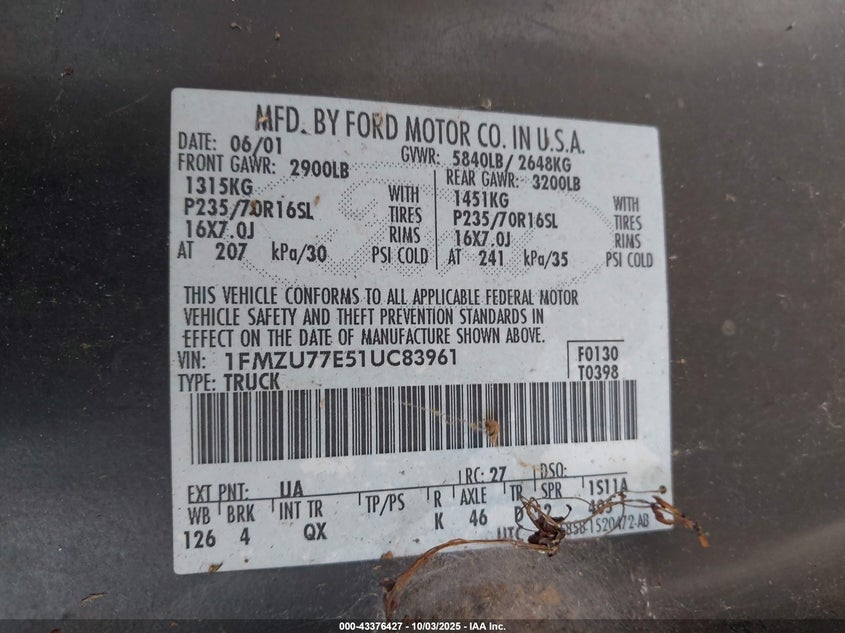 MFD. BY FORD MOTOR CO. IN U.S.A.
DATE: 06/01 GVWR: 5840LB/ 2648KG
FRONT GAWR: 2900LB REAR GAWR: 3200LB
1315KG WITH 1451KG WITH
P235/70R16SL TIRES P235/70R16SL TIRES
16X7.0J RIMS 16X7.0J RIMS
AT 207 kPa/30 PSI COLD AT 241 kPa/35 PSI COLD
THIS VEHICLE CONFORMS TO ALL APPLICABLE FEDERAL MOTOR
VEHICLE SAFETY AND THEFT PREVENTION STANDARDS IN
EFFECT ON THE DATE OF MANUFACTURE SHOWN ABOVE.
VIN: 1FMZU77E51UC83961 F0130
TYPE: TRUCK T0398
EXT PNT: UA RC: 27 DSO:
WB BRK INT TR TP/PS R AXLE TR SPR 1S11A
126 4 QX K 46
UTC
000-43376427 - 10/03/2025 - IAA Inc.